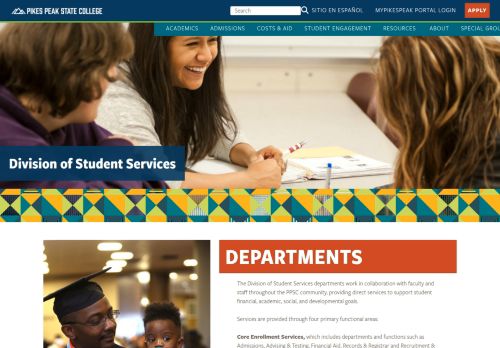 PIKES PEAK STATE COLLEGE
Search
SITIO EN ESPAÑOL
MYPIKESPEAK PORTAL LOGIN
APPLY
ACADEMICS
ADMISSIONS
COSTS & AID
STUDENT ENGAGEMENT
RESOURCES
ABOUT
SPECIAL GROU
Division of Student Services
DEPARTMENTS
The Division of Student Services departments work in collaboration with faculty and
staff throughout the PPSC community, providing direct services to support student
financial, academic, social, and developmental goals.
Services are provided through four primary functional areas:
Core Enrollment Services, which includes departments and functions such as
Admissions, Advising & Testing, Financial Aid, Records & Registrar and Recruitment &